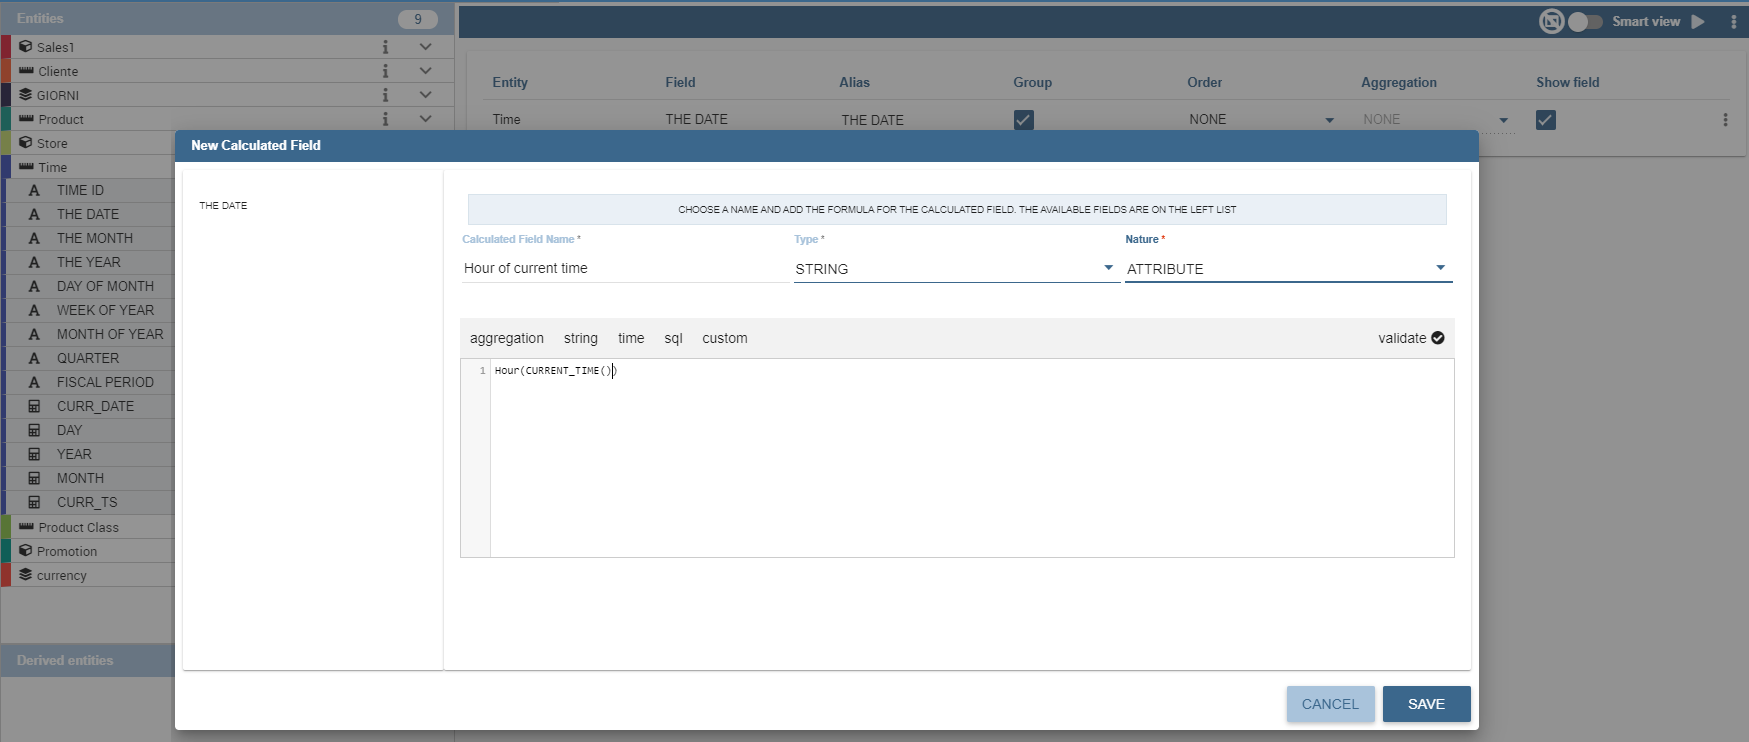 Entities 9
Sales1
Cliente
GIORNI
Product
Store
Time
TIME ID
THE DATE
THE MONTH
THE YEAR
DAY OF MONTH
WEEK OF YEAR
MONTH OF YEAR
QUARTER
FISCAL PERIOD
CURR_DATE
DAY
YEAR
MONTH
CURR_TS
Product Class
Promotion
currency
Derived entities
Smart view
Entity Field Alias Group Order Aggregation Show field
Time THE DATE THE DATE NONE NONE
New Calculated Field
THE DATE
CHOOSE A NAME AND ADD THE FORMULA FOR THE CALCULATED FIELD. THE AVAILABLE FIELDS ARE ON THE LEFT LIST
Calculated Field Name * Type * Nature *
Hour of current time STRING ATTRIBUTE
aggregation string time sql custom validate
1 Hour(CURRENT_TIME())
CANCEL SAVE